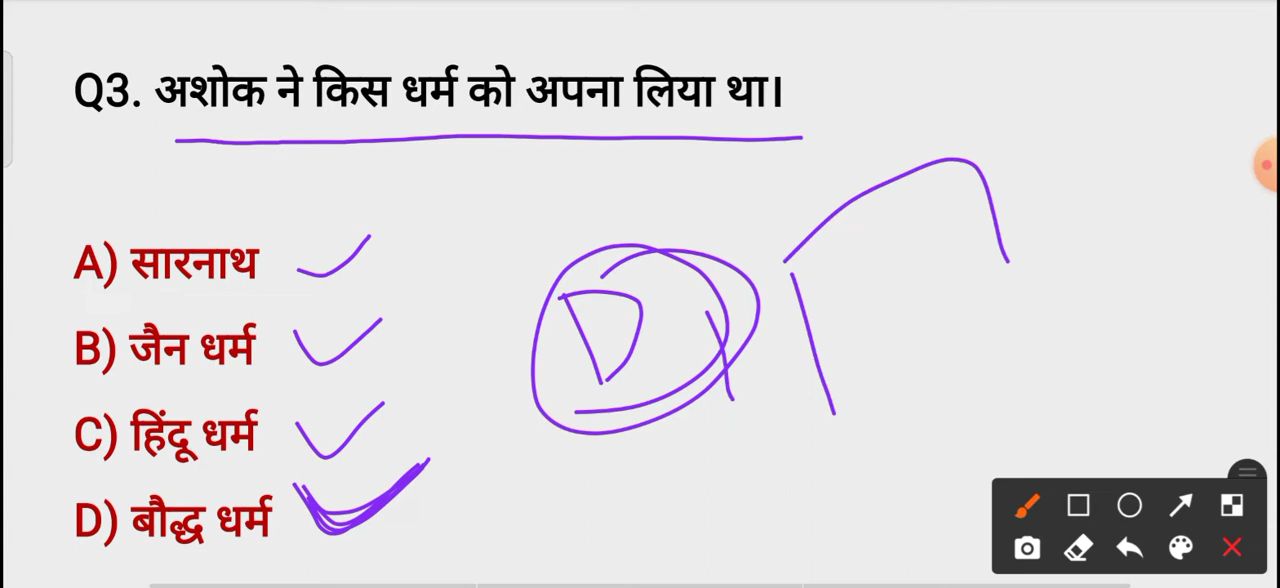 Q3. अशोक ने किस धर्म को अपना लिया था।
A) सारनाथ
B) जैन धर्म
C) हिंदू धर्म
D) बौद्ध धर्म
D